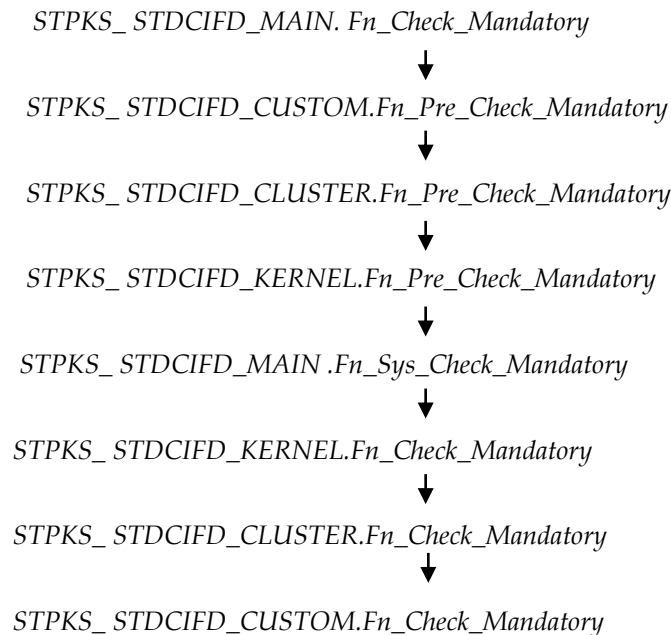 STPKS_ STDCIFD_MAIN. Fn_Check_Mandatory
STPKS_ STDCIFD_CUSTOM.Fn_Pre_Check_Mandatory
STPKS_ STDCIFD_CLUSTER.Fn_Pre_Check_Mandatory
STPKS_ STDCIFD_KERNEL.Fn_Pre_Check_Mandatory
STPKS_ STDCIFD_MAIN .Fn_Sys_Check_Mandatory
STPKS_ STDCIFD_KERNEL.Fn_Check_Mandatory
STPKS_ STDCIFD_CLUSTER.Fn_Check_Mandatory
STPKS_ STDCIFD_CUSTOM.Fn_Check_Mandatory